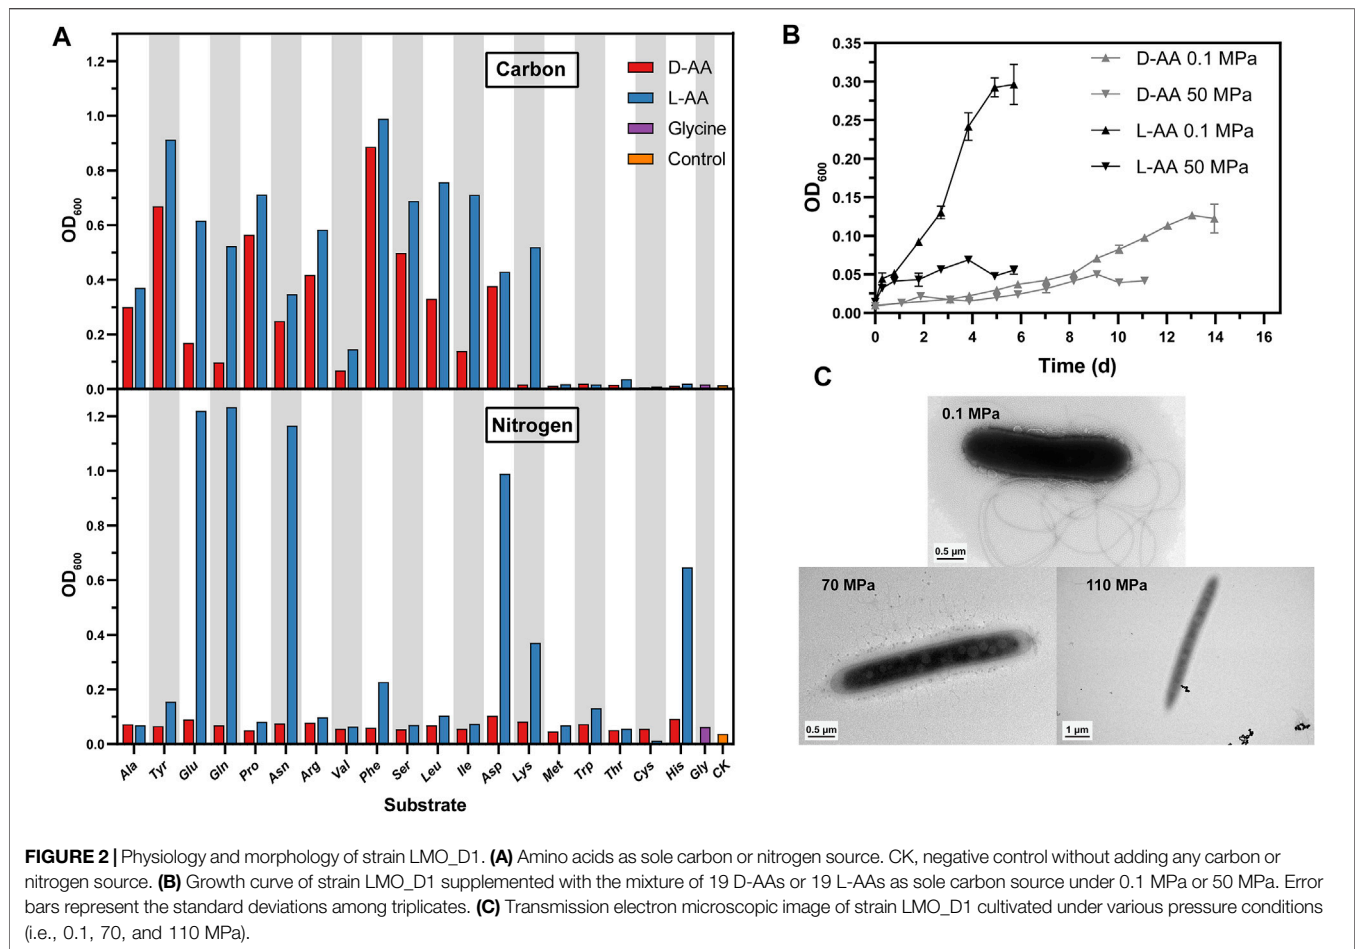 A
Carbon
D-AA
L-AA
Glycine
Control
OD600
1.2
1.0
0.8
0.6
0.4
0.2
0.0
Nitrogen
OD600
1.2
1.0
0.8
0.6
0.4
0.2
0.0
Ala Tyr Glu Gln Pro Asn Arg Val Phe Ser Leu Ile Asp Lys Met Trp Thr Cys His Gly CK
Substrate
B
D-AA 0.1 MPa
D-AA 50 MPa
L-AA 0.1 MPa
L-AA 50 MPa
OD600
0.35
0.30
0.25
0.20
0.15
0.10
0.05
0.00
0 2 4 6 8 10 12 14 16
Time (d)
C
0.1 MPa
0.5 µm
70 MPa
0.5 µm
110 MPa
1 µm
FIGURE 2 | Physiology and morphology of strain LMO_D1. (A) Amino acids as sole carbon or nitrogen source. CK, negative control without adding any carbon or
nitrogen source. (B) Growth curve of strain LMO_D1 supplemented with the mixture of 19 D-AAs or 19 L-AAs as sole carbon source under 0.1 MPa or 50 MPa. Error
bars represent the standard deviations among triplicates. (C) Transmission electron microscopic image of strain LMO_D1 cultivated under various pressure conditions
(i.e., 0.1, 70, and 110 MPa).